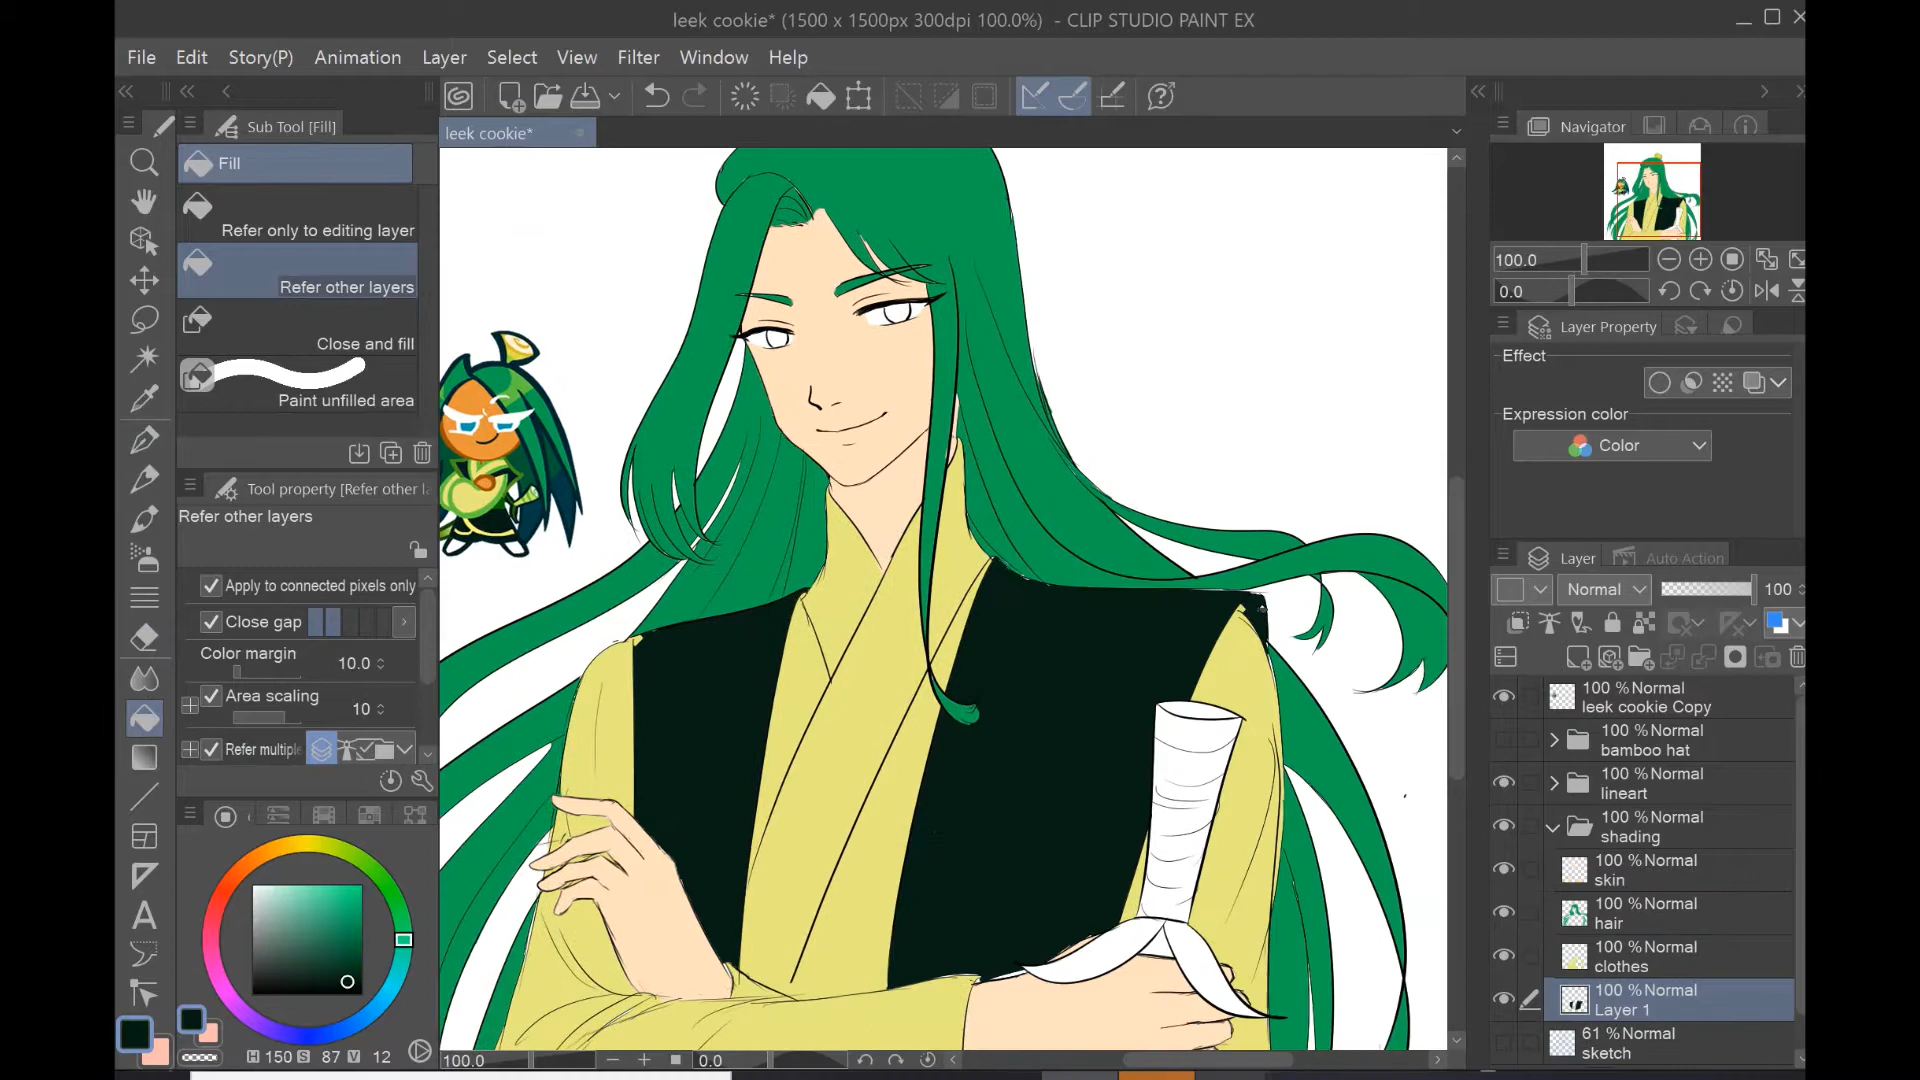 leek cookie* (1500 x 1500px 300dpi 100.0%) - CLIP STUDIO PAINT EX
File Edit Story(P) Animation Layer Select View Filter Window Help
Sub Tool [Fill]
Fill
Refer only to editing layer
Refer other layers
Close and fill
Paint unfilled area
Tool property [Refer other la
Refer other layers
Apply to connected pixels only
Close gap
Color margin 10.0
Area scaling 10
Refer multiple
H 150 S 87 V 12
leek cookie*
100.0 0.0
Navigator
100.0
0.0
Layer Property
Effect
Expression color
Color
Layer Auto Action
Normal 100
100 %Normal
leek cookie Copy
100 %Normal
bamboo hat
100 %Normal
lineart
100 %Normal
shading
100 %Normal
skin
100 %Normal
hair
100 %Normal
clothes
100 %Normal
Layer 1
61 %Normal
sketch